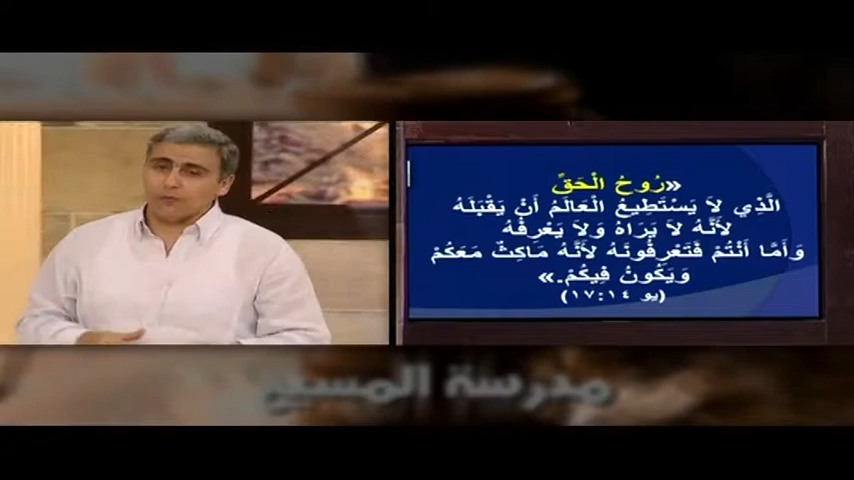 «رُوحُ الْحَقِّ
الَّذِي لاَ يَسْتَطِيعُ الْعَالَمُ أَنْ يَقْبَلَهُ
لأَنَّهُ لاَ يَرَاهُ وَلاَ يَعْرِفُهُ
وَأَمَّا أَنْتُمْ فَتَعْرِفُونَهُ لأَنَّهُ مَاكِثٌ مَعَكُمْ
وَيَكُونُ فِيكُمْ.»
(يو ١٧:١٤)
مدرسة المسيح